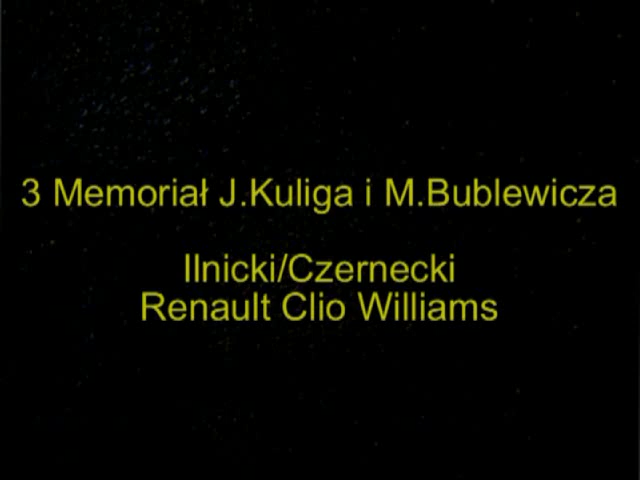 3 Memoriał J.Kuliga i M.Bublewicza
Ilnicki/Czernecki
Renault Clio Williams